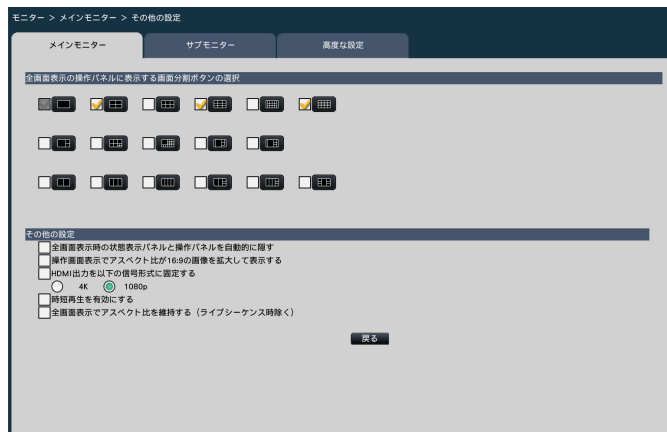 モニター > メインモニター > その他の設定
メインモニター
サブモニター
高度な設定
全画面表示の操作パネルに表示する画面分割ボタンの選択
その他の設定
全画面表示時の状態表示パネルと操作パネルを自動的に隠す
操作画面表示でアスペクト比が16:9の画像を拡大して表示する
HDMI出力を以下の信号形式に固定する
4K 1080p
時短再生を有効にする
全画面表示でアスペクト比を維持する（ライブシーケンス時除く）
戻る